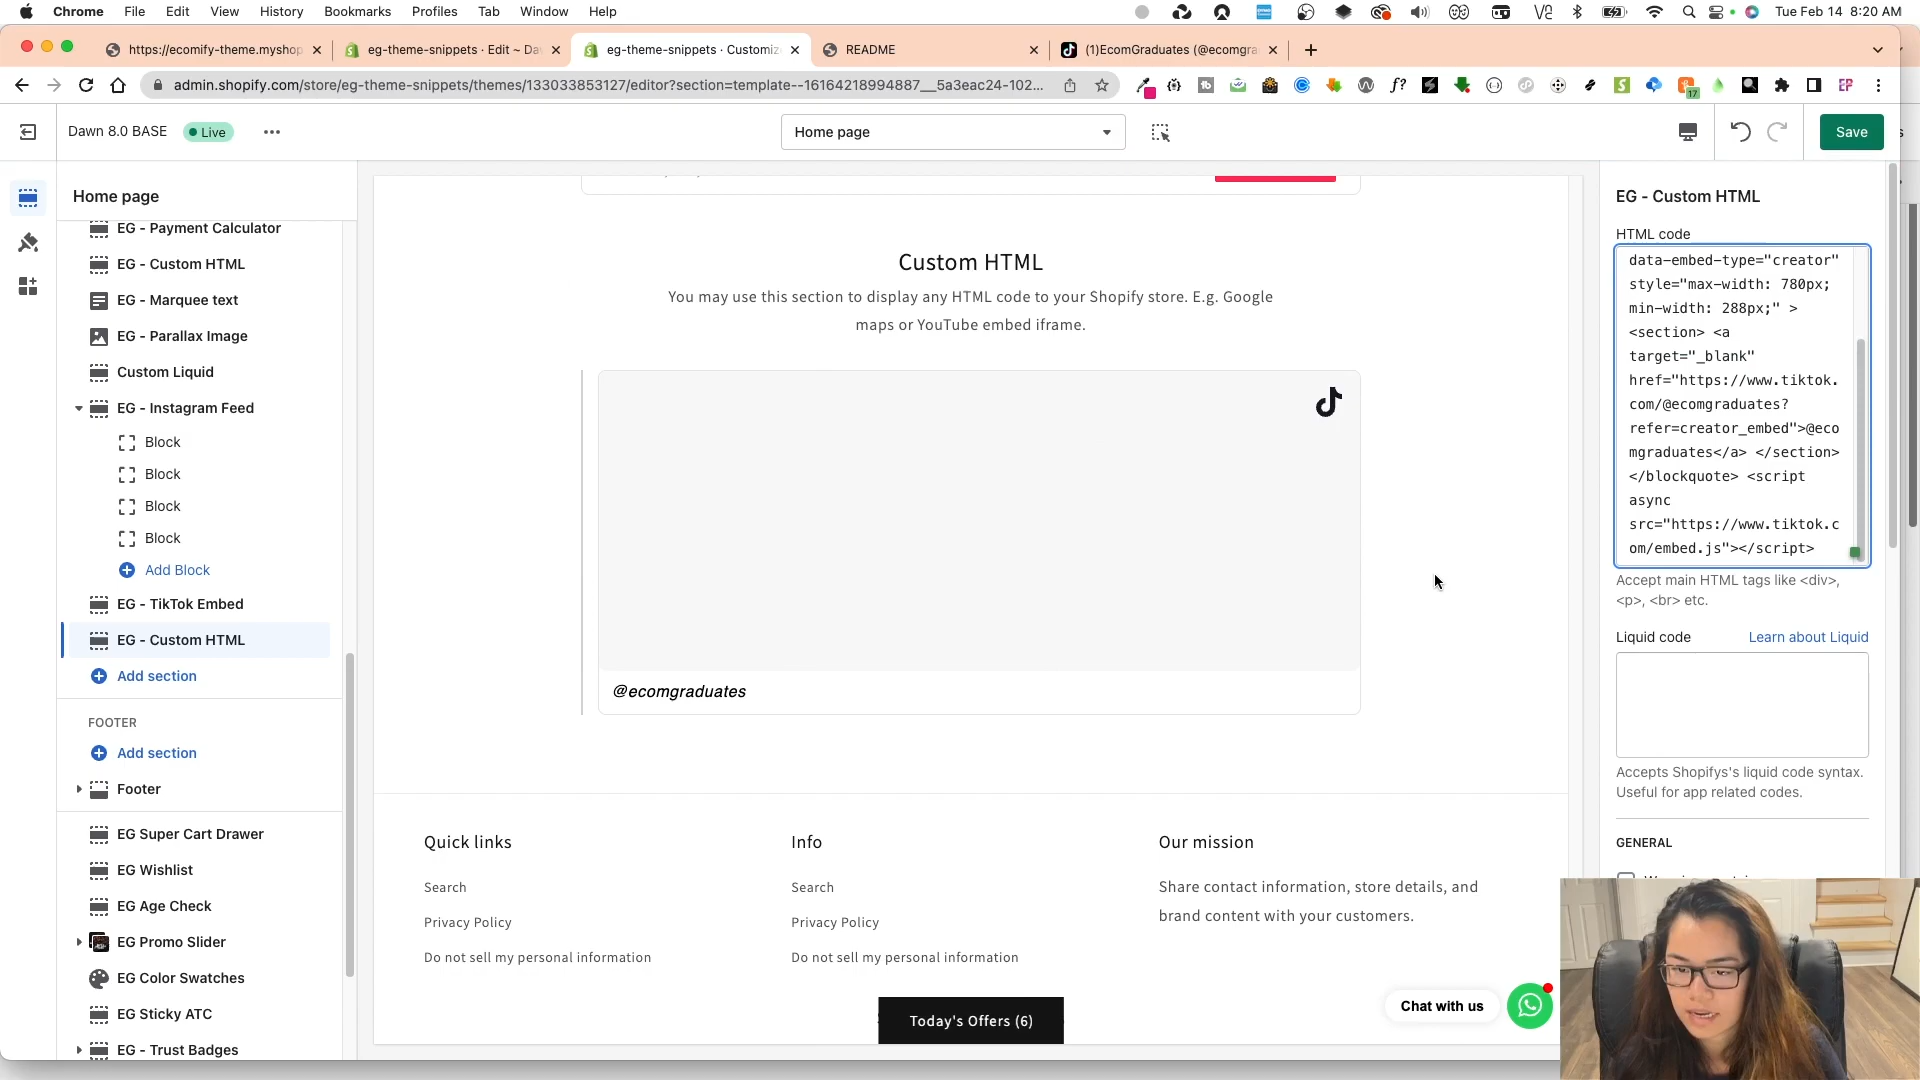 Chrome File Edit View History Bookmarks Profiles Tab Window Help
Tue Feb 14 8:20 AM
https://ecomify-theme.myshop
eg-theme-snippets · Edit ~ Da
eg-theme-snippets · Customiz
README
(1)EcomGraduates (@ecomgra
admin.shopify.com/store/eg-theme-snippets/themes/133033853127/editor?section=template--16164218994887__5a3eac24-102...
17
Dawn 8.0 BASE
Live
Home page
Save
Home page
EG - Payment Calculator
EG - Custom HTML
EG - Marquee text
EG - Parallax Image
Custom Liquid
EG - Instagram Feed
Block
Block
Block
Block
Add Block
EG - TikTok Embed
EG - Custom HTML
Add section
FOOTER
Add section
Footer
EG Super Cart Drawer
EG Wishlist
EG Age Check
EG Promo Slider
EG Color Swatches
EG Sticky ATC
EG - Trust Badges
Custom HTML
You may use this section to display any HTML code to your Shopify store. E.g. Google
maps or YouTube embed iframe.
@ecomgraduates
Quick links
Search
Privacy Policy
Do not sell my personal information
Info
Search
Privacy Policy
Do not sell my personal information
Our mission
Share contact information, store details, and
brand content with your customers.
Today's Offers (6)
Chat with us
EG - Custom HTML
HTML code
data-embed-type="creator"
style="max-width: 780px;
min-width: 288px;" >
<section> <a
target="_blank"
href="https://www.tiktok.
com/@ecomgraduates?
refer=creator_embed">@eco
mgraduates</a> </section>
</blockquote> <script
async
src="https://www.tiktok.c
om/embed.js"></script>
Accept main HTML tags like <div>,
<p>, <br> etc.
Liquid code
Learn about Liquid
Accepts Shopifys's liquid code syntax.
Useful for app related codes.
GENERAL